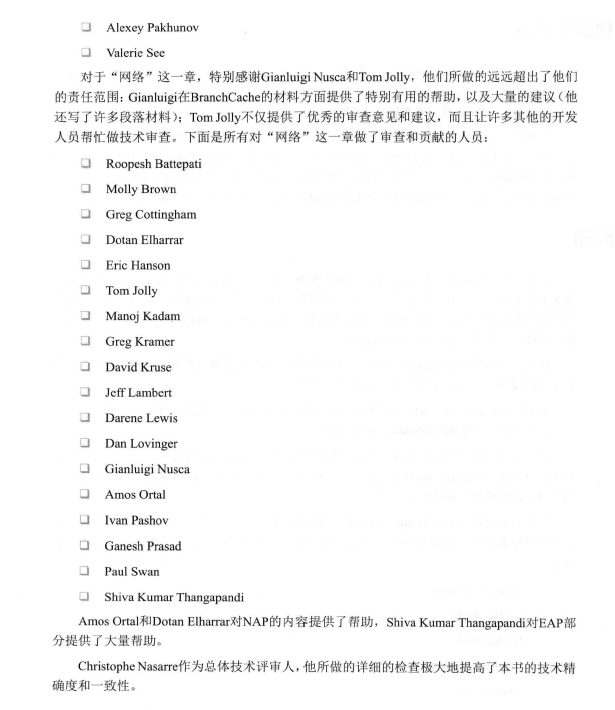 ❑ Alexey Pakhunov
❑ Valerie See
对于“网络”这一章，特别感谢Gianluigi Nusca和Tom Jolly，他们所做的远远超出了他们
的责任范围：Gianluigi在BranchCache的材料方面提供了特别有用的帮助，以及大量的建议（他
还写了许多段落材料）；Tom Jolly不仅提供了优秀的审查意见和建议，而且让许多其他的开发
人员帮忙做技术审查。下面是所有对“网络”这一章做了审查和贡献的人员：
❑ Roopesh Battepati
❑ Molly Brown
❑ Greg Cottingham
❑ Dotan Elharrar
❑ Eric Hanson
❑ Tom Jolly
❑ Manoj Kadam
❑ Greg Kramer
❑ David Kruse
❑ Jeff Lambert
❑ Darene Lewis
❑ Dan Lovinger
❑ Gianluigi Nusca
❑ Amos Ortal
❑ Ivan Pashov
❑ Ganesh Prasad
❑ Paul Swan
❑ Shiva Kumar Thangapandi
Amos Ortal和Dotan Elharrar对NAP的内容提供了帮助，Shiva Kumar Thangapandi对EAP部
分提供了大量帮助。
Christophe Nasarre作为总体技术评审人，他所做的详细的检查极大地提高了本书的技术精
确度和一致性。